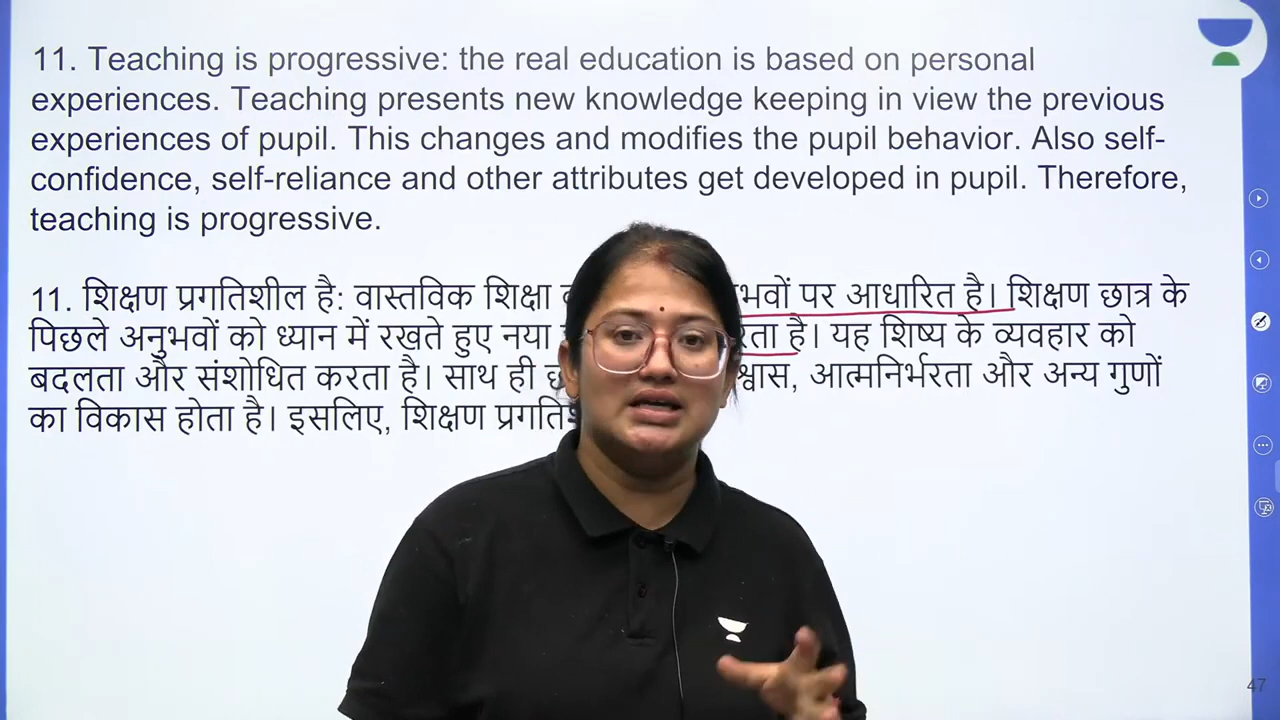 11. Teaching is progressive: the real education is based on personal
experiences. Teaching presents new knowledge keeping in view the previous
experiences of pupil. This changes and modifies the pupil behavior. Also self-
confidence, self-reliance and other attributes get developed in pupil. Therefore,
teaching is progressive.
11. शिक्षण प्रगतिशील है: वास्तविक शिक्षा पर आधारित है। शिक्षण छात्र के
पिछले अनुभवों को ध्यान में रखते हुए नया है। यह शिष्य के व्यवहार को
बदलता और संशोधित करता है। साथ ही आत्मनिर्भरता और अन्य गुणों
का विकास होता है। इसलिए, शिक्षण
47